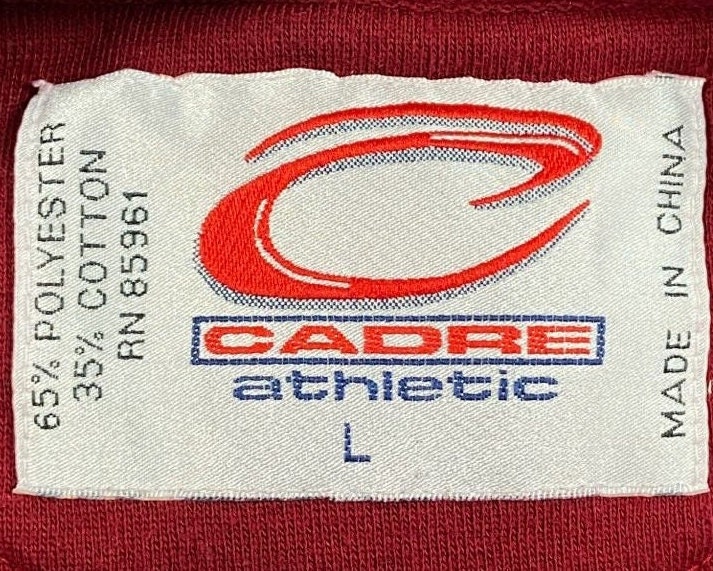 65% POLYESTER
35% COTTON
RN 85961
CADRE
athletic
L
MADE IN CHINA